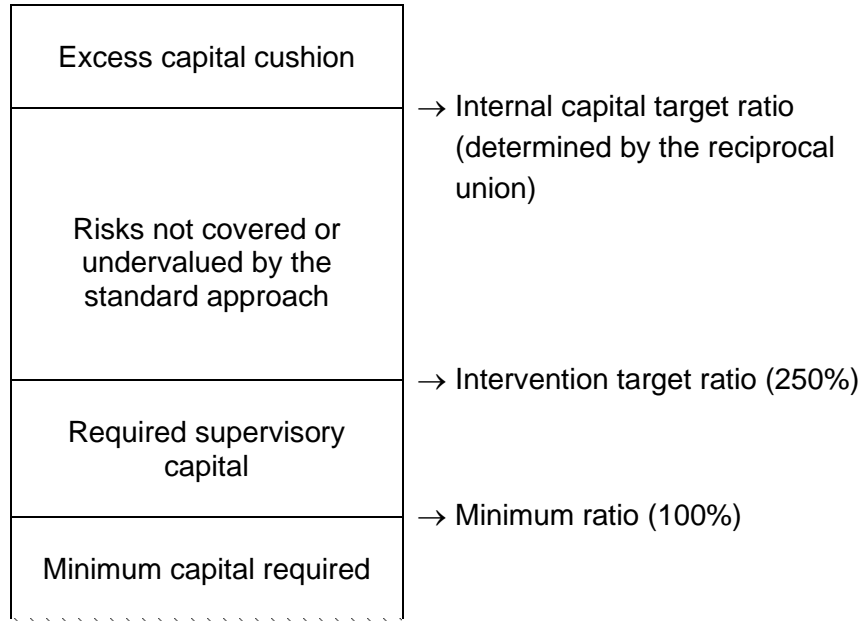 Excess capital cushion
→ Internal capital target ratio
(determined by the reciprocal
union)
Risks not covered or
undervalued by the
standard approach
→ Intervention target ratio (250%)
Required supervisory
capital
→ Minimum ratio (100%)
Minimum capital required